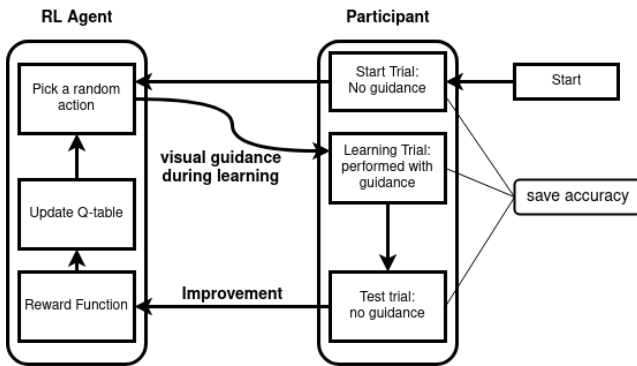 RL Agent
Participant
Pick a random
action
Start Trial:
No guidance
Start
visual guidance
during learning
Learning Trial:
performed with
guidance
Update Q-table
save accuracy
Reward Function
Improvement
Test trial:
no guidance